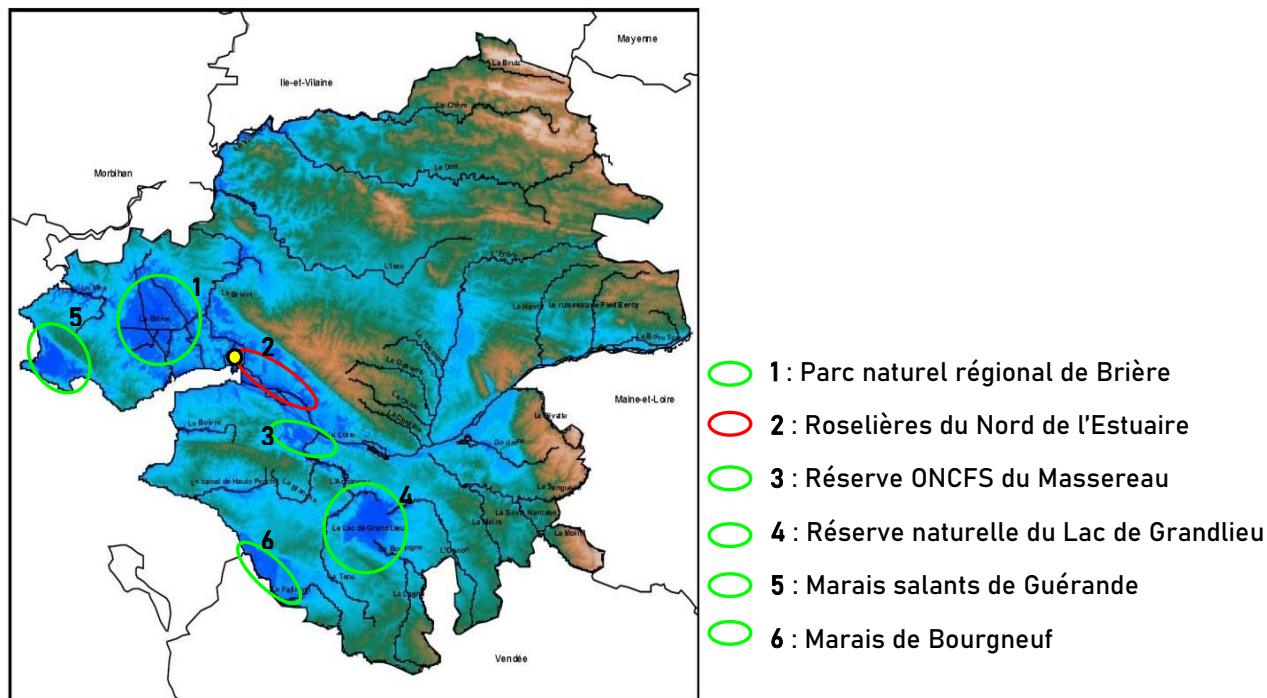 Mayenne
La Brutz
Ile-et-Vilaine
La Chère
Le Don
Morbihan
L'Isac
L'Erdre
1
La Brière
Le Brivet
5
2
Le Havre
Le ruisseau de Pied Bercy
Maine-et-Loire
3
La Loire
La Boivre
La Divatte
Goulaine
Le canal de Haute Perche
4
Le Lac de Grand Lieu
La Boulogne
L'Ognon
La Sèvre Nantaise
La Maine
6
Le Falleron
Le Tenu
La Logne
Vendée
1 : Parc naturel régional de Brière
2 : Roselières du Nord de l'Estuaire
3 : Réserve ONCFS du Massereau
4 : Réserve naturelle du Lac de Grandlieu
5 : Marais salants de Guérande
6 : Marais de Bourgneuf